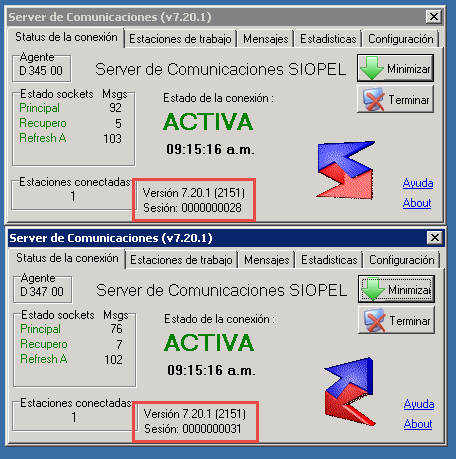 Server de Comunicaciones (v7.20.1)
Status de la conexión Estaciones de trabajo Mensajes Estadisticas Configuración
Agente
D 345 00
Server de Comunicaciones SIOPEL
Minimizar
Terminar
Estado sockets Msgs
Principal 92
Recupero 5
Refresh A 103
Estado de la conexión :
ACTIVA
09:15:16 a.m.
Estaciones conectadas
1
Versión 7.20.1 (2151)
Sesión: 0000000028
Ayuda
About
Server de Comunicaciones (v7.20.1)
Status de la conexión Estaciones de trabajo Mensajes Estadisticas Configuración
Agente
D 347 00
Server de Comunicaciones SIOPEL
Minimizar
Terminar
Estado sockets Msgs
Principal 76
Recupero 7
Refresh A 102
Estado de la conexión :
ACTIVA
09:15:16 a.m.
Estaciones conectadas
1
Versión 7.20.1 (2151)
Sesión: 0000000031
Ayuda
About